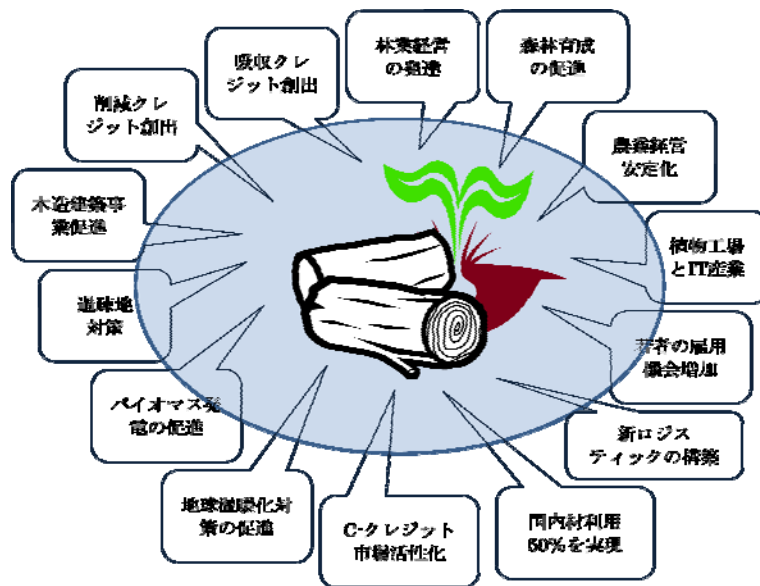 林業経営
の発達
森林育成
の促進
吸収クレ
ジット創出
削減クレ
ジット創出
農業経営
安定化
木造建築事
業促進
植物工場
とIT産業
遊疎地
対策
若者の雇用
機会増加
バイオマス発
電の促進
新ロジス
ティックの構築
地球温暖化対
策の促進
C-クレジット
市場活性化
国内材利用
50%を実現